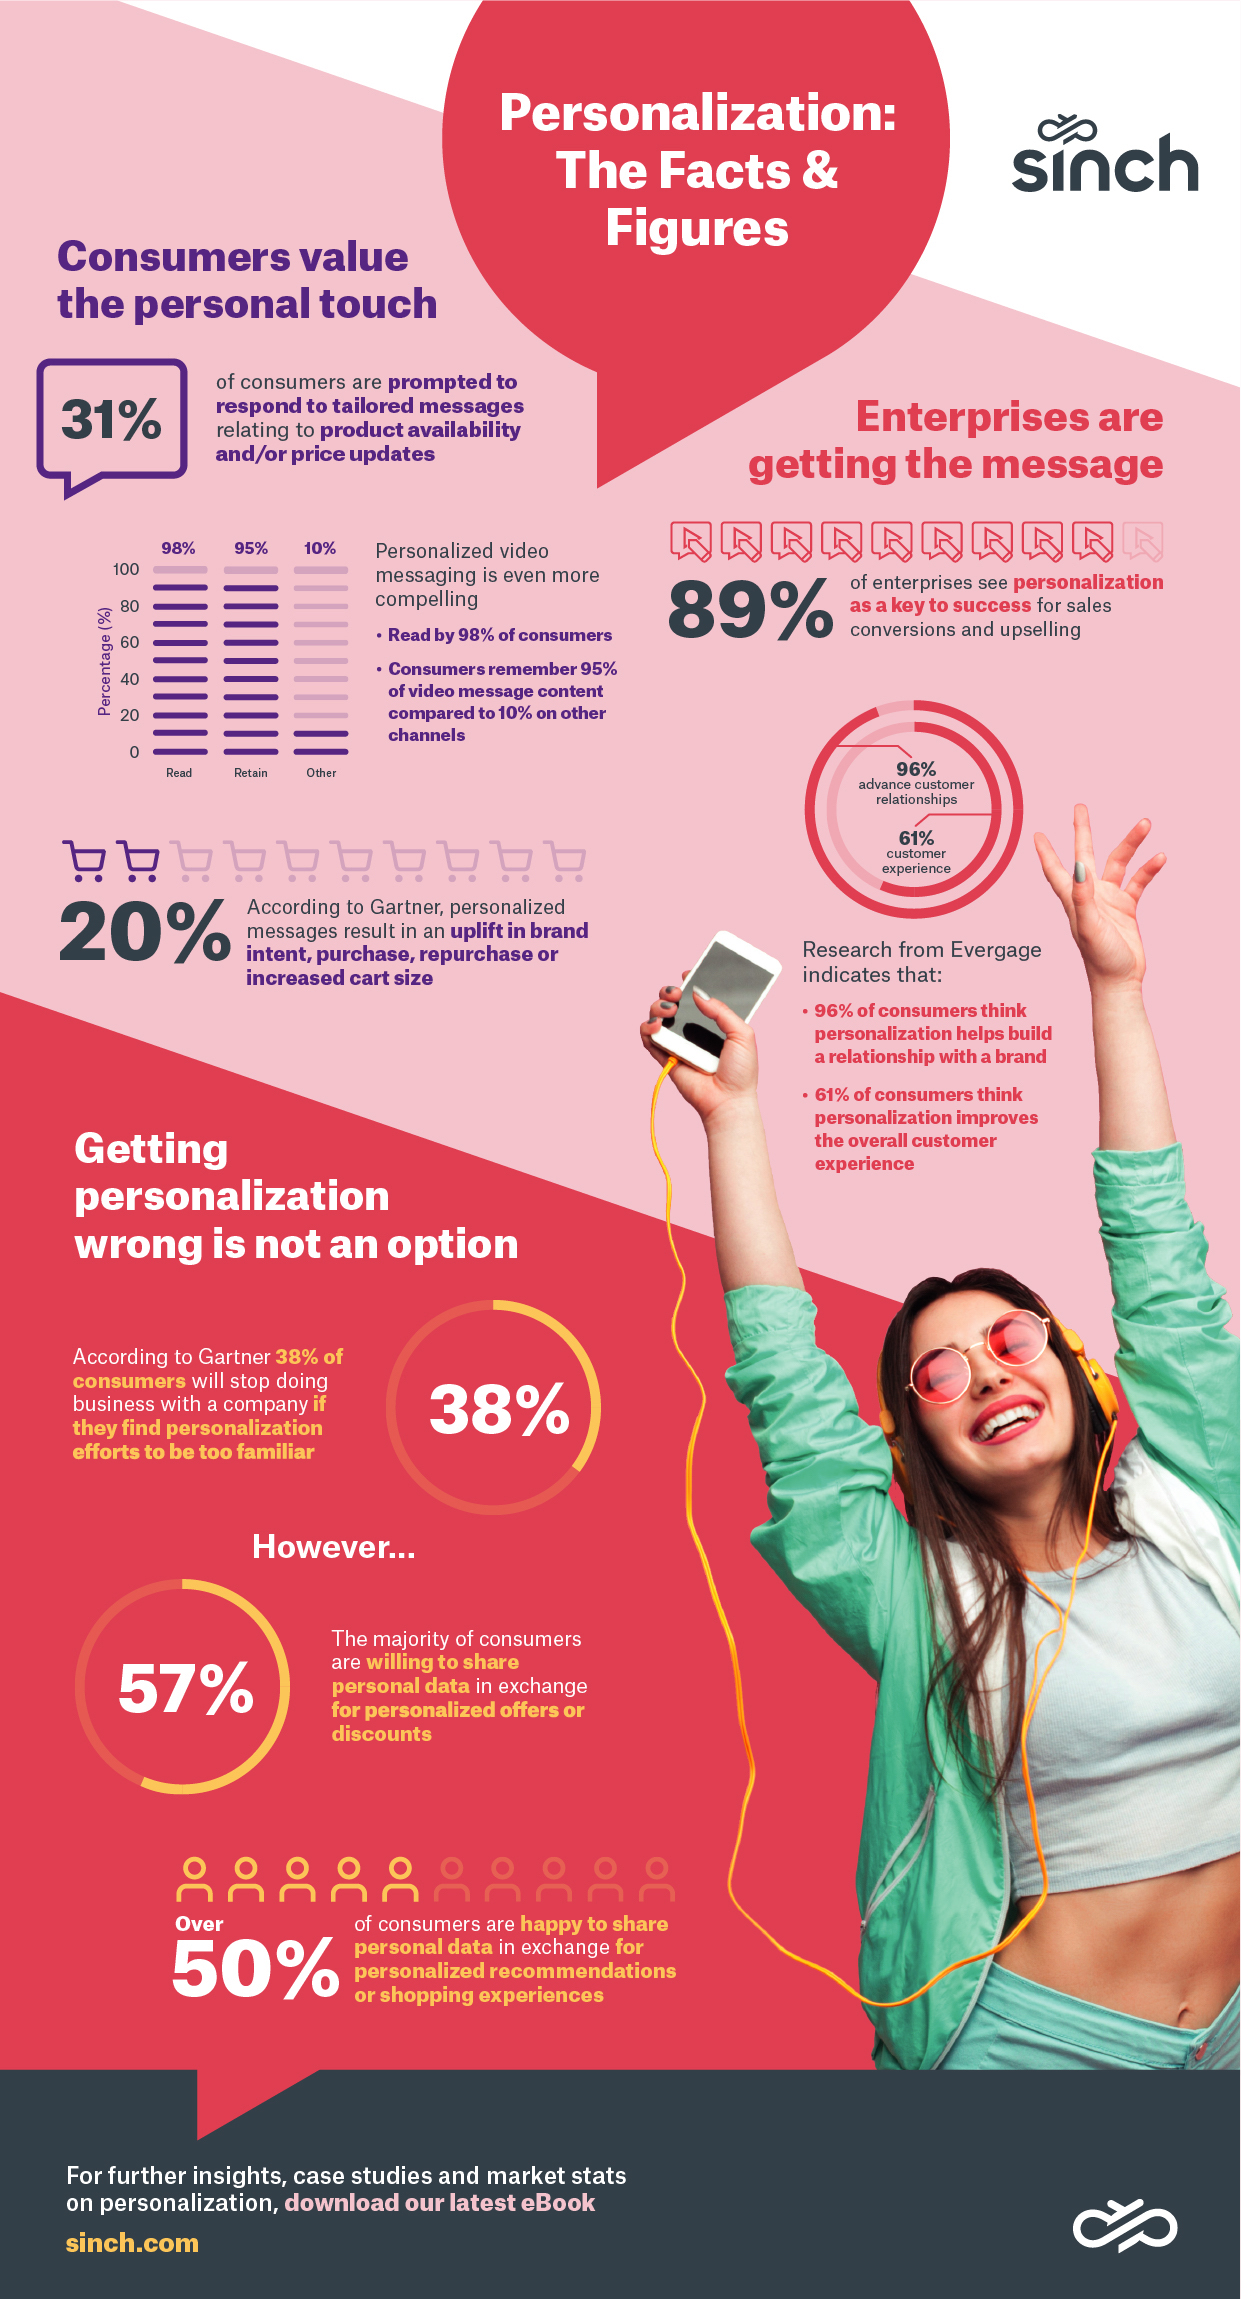 Personalization:
The Facts &
Figures
sinch
Consumers value
the personal touch
31%
of consumers are prompted to
respond to tailored messages
relating to product availability
and/or price updates
98% 95% 10%
Percentage (%)
100
80
60
40
20
0
Read Retain Other
Personalized video
messaging is even more
compelling
• Read by 98% of consumers
• Consumers remember 95%
of video message content
compared to 10% on other
channels
20%
According to Gartner, personalized
messages result in an uplift in brand
intent, purchase, repurchase or
increased cart size
Enterprises are
getting the message
89%
of enterprises see personalization
as a key to success for sales
conversions and upselling
96%
advance customer
relationships
61%
customer
experience
Research from Evergage
indicates that:
• 96% of consumers think
personalization helps build
a relationship with a brand
• 61% of consumers think
personalization improves
the overall customer
experience
Getting
personalization
wrong is not an option
According to Gartner 38% of
consumers will stop doing
business with a company if
they find personalization
efforts to be too familiar
38%
However...
57%
The majority of consumers
are willing to share
personal data in exchange
for personalized offers or
discounts
Over
50%
of consumers are happy to share
personal data in exchange for
personalized recommendations
or shopping experiences
For further insights, case studies and market stats
on personalization, download our latest eBook
sinch.com